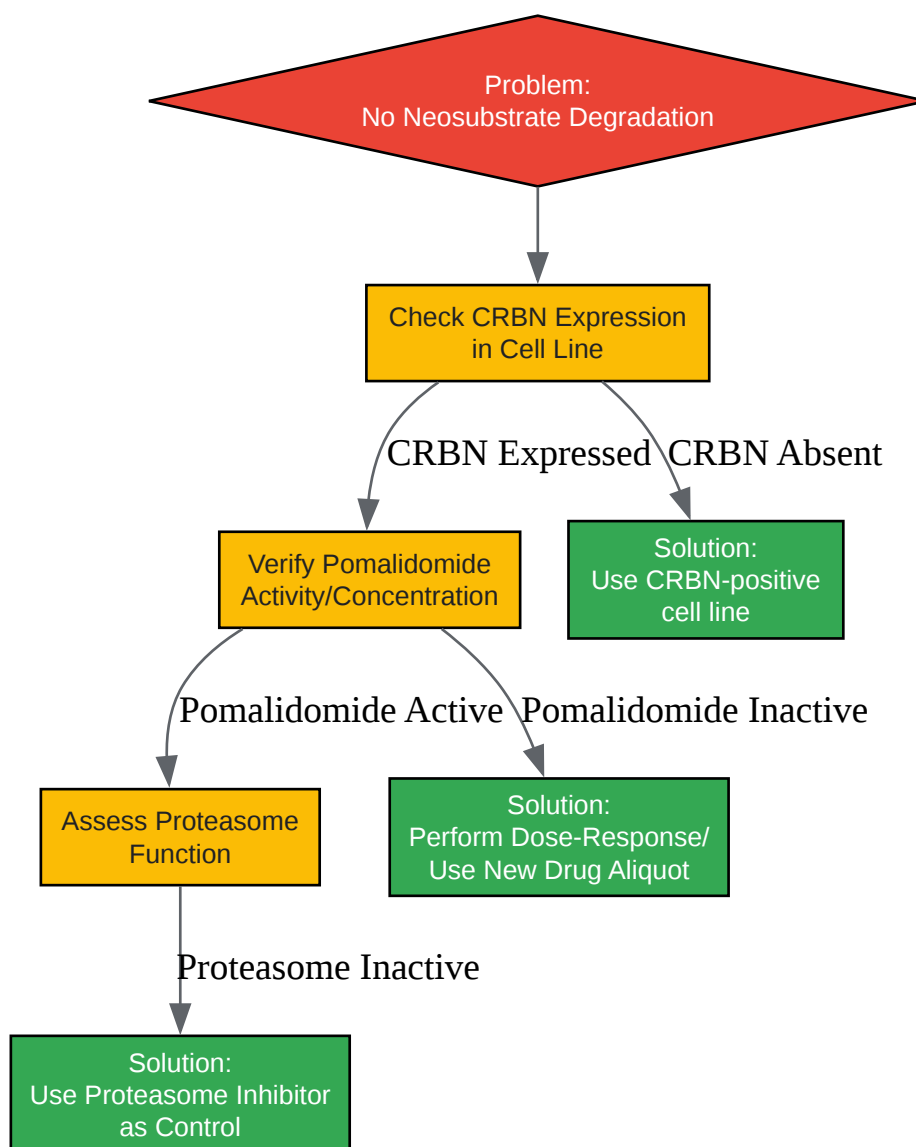 Problem:
No Neosubstrate Degradation
Check CRBN Expression
in Cell Line
CRBN Expressed
CRBN Absent
Verify Pomalidomide
Activity/Concentration
Solution:
Use CRBN-positive
cell line
Pomalidomide Active
Pomalidomide Inactive
Assess Proteasome
Function
Solution:
Perform Dose-Response/
Use New Drug Aliquot
Proteasome Inactive
Solution:
Use Proteasome Inhibitor
as Control